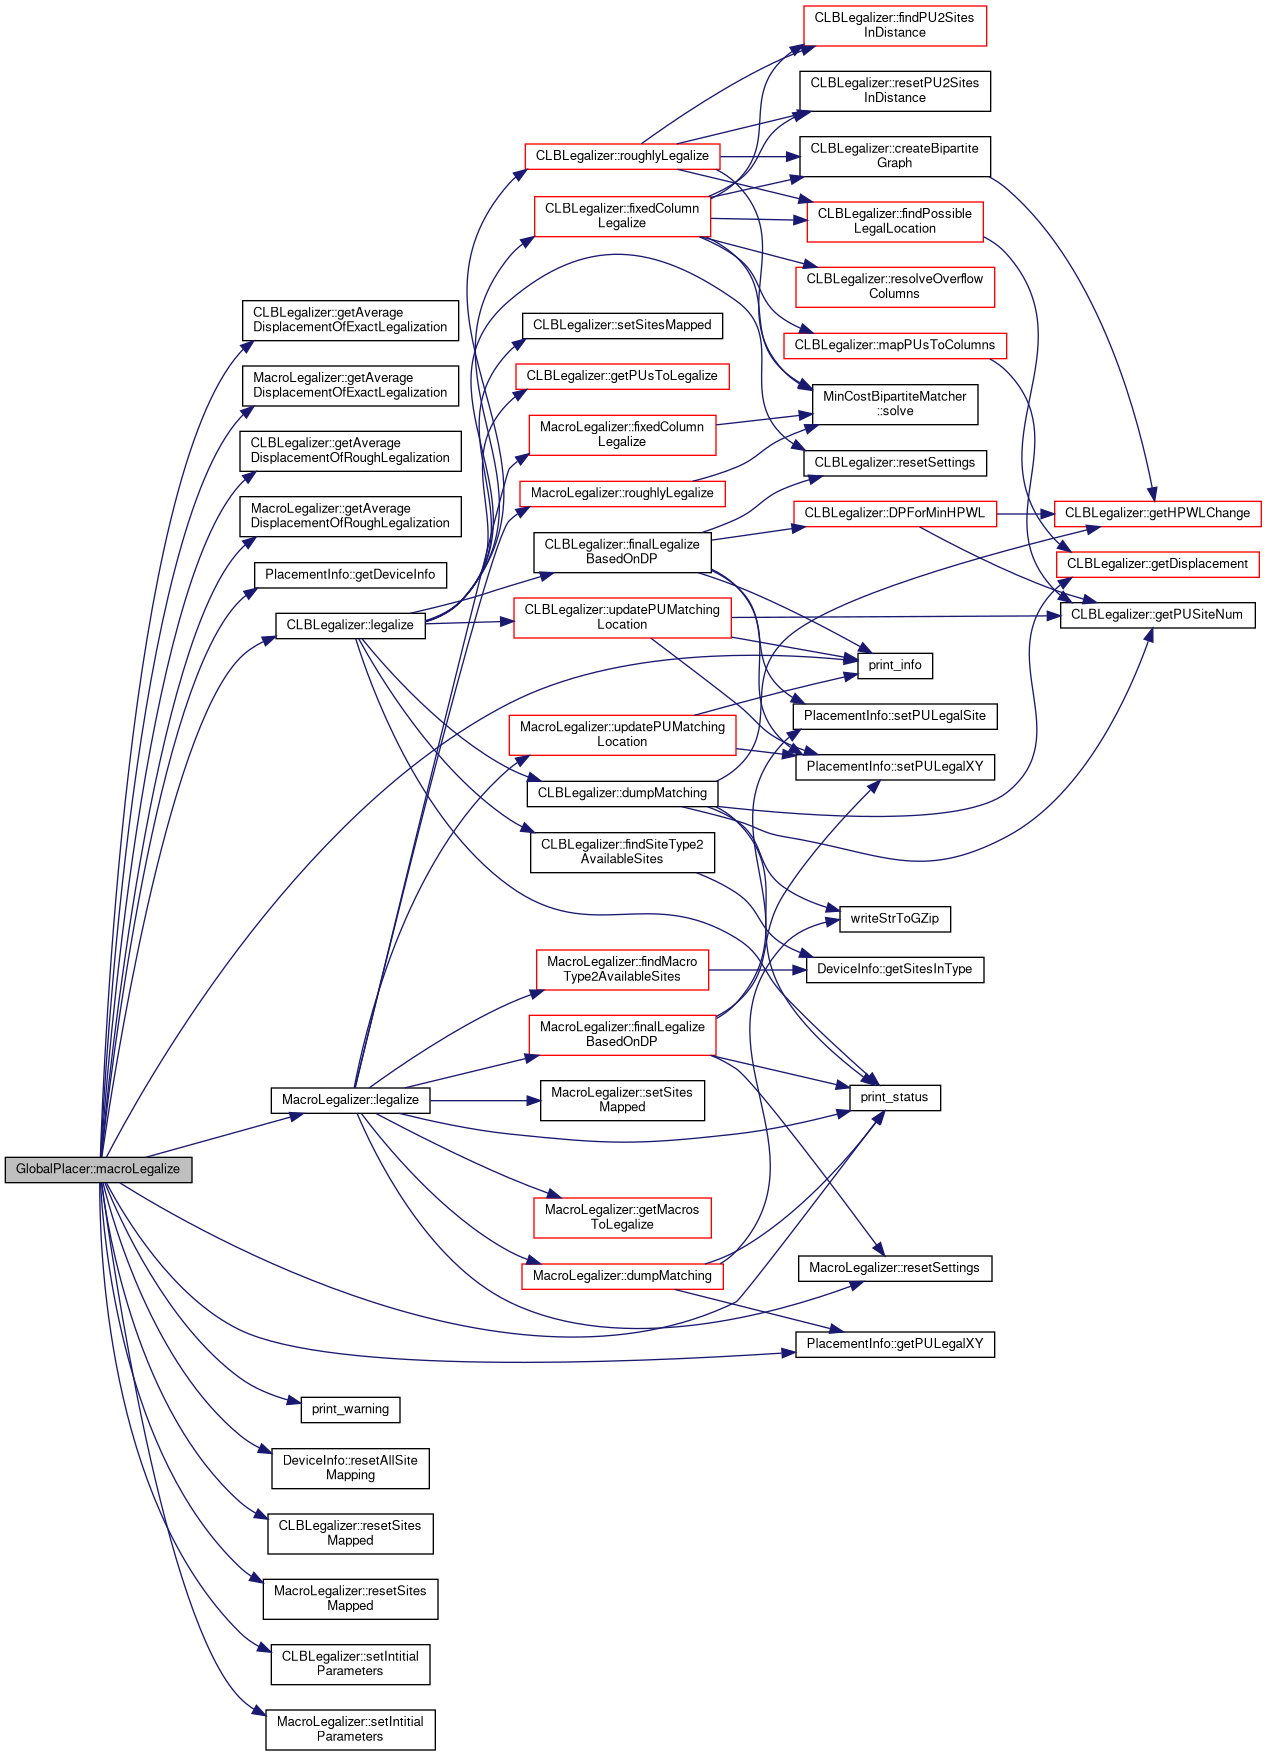 GlobalPlacer::macroLegalize
CLBLegalizer::getAverage
DisplacementOfExactLegalization
MacroLegalizer::getAverage
DisplacementOfExactLegalization
CLBLegalizer::getAverage
DisplacementOfRoughLegalization
MacroLegalizer::getAverage
DisplacementOfRoughLegalization
PlacementInfo::getDeviceInfo
CLBLegalizer::legalize
MacroLegalizer::legalize
print_warning
DeviceInfo::resetAllSite
Mapping
CLBLegalizer::resetSites
Mapped
MacroLegalizer::resetSites
Mapped
CLBLegalizer::setIntitial
Parameters
MacroLegalizer::setIntitial
Parameters
CLBLegalizer::roughlyLegalize
CLBLegalizer::fixedColumn
Legalize
CLBLegalizer::setSitesMapped
CLBLegalizer::getPUsToLegalize
MacroLegalizer::fixedColumn
Legalize
MacroLegalizer::roughlyLegalize
CLBLegalizer::finalLegalize
BasedOnDP
CLBLegalizer::updatePUMatching
Location
MacroLegalizer::updatePUMatching
Location
CLBLegalizer::dumpMatching
CLBLegalizer::findSiteType2
AvailableSites
MacroLegalizer::findMacro
Type2AvailableSites
MacroLegalizer::finalLegalize
BasedOnDP
MacroLegalizer::setSites
Mapped
MacroLegalizer::getMacros
ToLegalize
MacroLegalizer::dumpMatching
CLBLegalizer::findPU2Sites
InDistance
CLBLegalizer::resetPU2Sites
InDistance
CLBLegalizer::createBipartite
Graph
CLBLegalizer::findPossible
LegalLocation
CLBLegalizer::resolveOverflow
Columns
CLBLegalizer::mapPUsToColumns
MinCostBipartiteMatcher
::solve
CLBLegalizer::resetSettings
CLBLegalizer::DPForMinHPWL
print_info
PlacementInfo::setPULegalSite
PlacementInfo::setPULegalXY
writeStrToGZip
DeviceInfo::getSitesInType
print_status
MacroLegalizer::resetSettings
PlacementInfo::getPULegalXY
CLBLegalizer::getHPWLChange
CLBLegalizer::getDisplacement
CLBLegalizer::getPUSiteNum